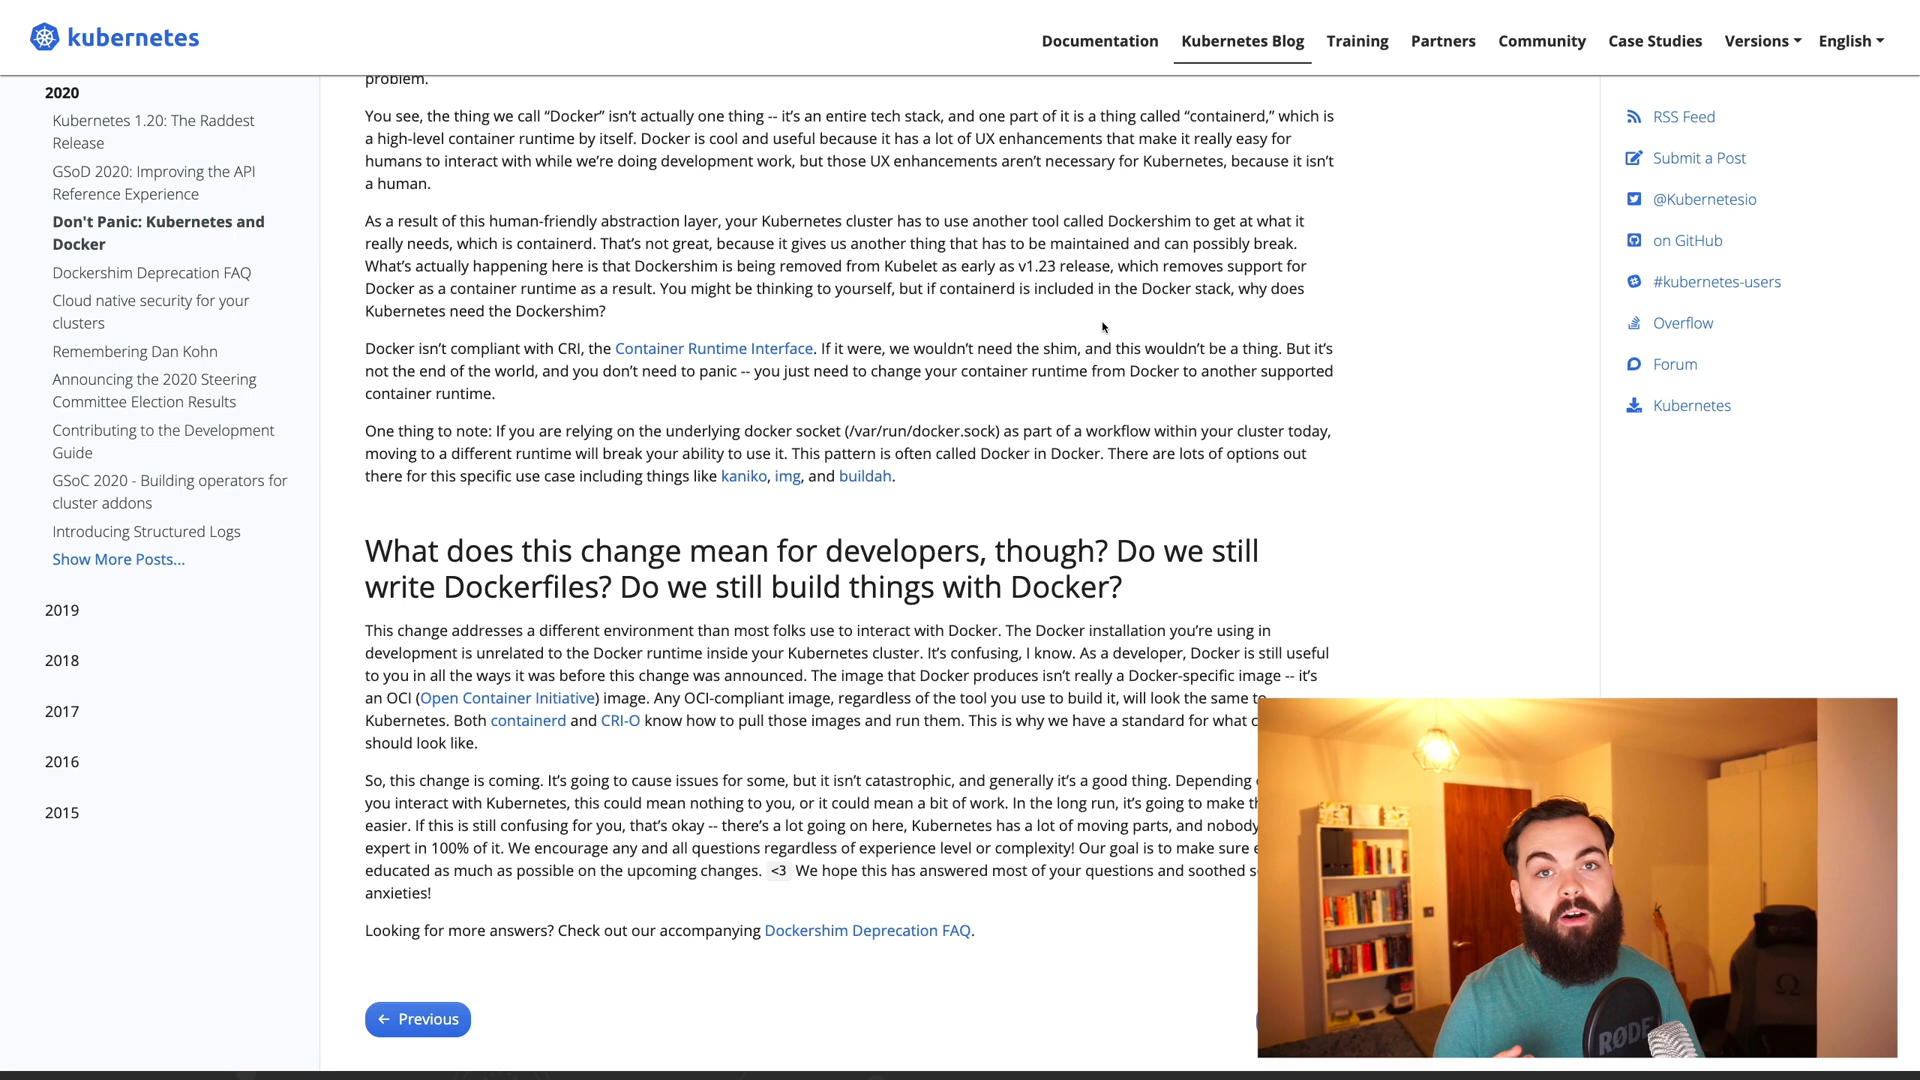 kubernetes
Documentation
Kubernetes Blog
Training
Partners
Community
Case Studies
Versions
English
2020
Kubernetes 1.20: The Raddest
Release
GSoD 2020: Improving the API
Reference Experience
Don't Panic: Kubernetes and
Docker
Dockershim Deprecation FAQ
Cloud native security for your
clusters
Remembering Dan Kohn
Announcing the 2020 Steering
Committee Election Results
Contributing to the Development
Guide
GSoC 2020 - Building operators for
cluster addons
Introducing Structured Logs
Show More Posts...
2019
2018
2017
2016
2015
problem.
You see, the thing we call “Docker” isn’t actually one thing -- it’s an entire tech stack, and one part of it is a thing called “containerd,” which is
a high-level container runtime by itself. Docker is cool and useful because it has a lot of UX enhancements that make it really easy for
humans to interact with while we’re doing development work, but those UX enhancements aren’t necessary for Kubernetes, because it isn’t
a human.
As a result of this human-friendly abstraction layer, your Kubernetes cluster has to use another tool called Dockershim to get at what it
really needs, which is containerd. That’s not great, because it gives us another thing that has to be maintained and can possibly break.
What’s actually happening here is that Dockershim is being removed from Kubelet as early as v1.23 release, which removes support for
Docker as a container runtime as a result. You might be thinking to yourself, but if containerd is included in the Docker stack, why does
Kubernetes need the Dockershim?
Docker isn’t compliant with CRI, the Container Runtime Interface. If it were, we wouldn’t need the shim, and this wouldn’t be a thing. But it’s
not the end of the world, and you don’t need to panic -- you just need to change your container runtime from Docker to another supported
container runtime.
One thing to note: If you are relying on the underlying docker socket (/var/run/docker.sock) as part of a workflow within your cluster today,
moving to a different runtime will break your ability to use it. This pattern is often called Docker in Docker. There are lots of options out
there for this specific use case including things like kaniko, img, and buildah.
What does this change mean for developers, though? Do we still
write Dockerfiles? Do we still build things with Docker?
This change addresses a different environment than most folks use to interact with Docker. The Docker installation you’re using in
development is unrelated to the Docker runtime inside your Kubernetes cluster. It’s confusing, I know. As a developer, Docker is still useful
to you in all the ways it was before this change was announced. The image that Docker produces isn’t really a Docker-specific image -- it’s
an OCI (Open Container Initiative) image. Any OCI-compliant image, regardless of the tool you use to build it, will look the same to
Kubernetes. Both containerd and CRI-O know how to pull those images and run them. This is why we have a standard for what
should look like.
So, this change is coming. It’s going to cause issues for some, but it isn’t catastrophic, and generally it’s a good thing. Depending
you interact with Kubernetes, this could mean nothing to you, or it could mean a bit of work. In the long run, it’s going to make
easier. If this is still confusing for you, that’s okay -- there’s a lot going on here, Kubernetes has a lot of moving parts, and nobody
expert in 100% of it. We encourage any and all questions regardless of experience level or complexity! Our goal is to make sure
educated as much as possible on the upcoming changes. <3 We hope this has answered most of your questions and soothed
anxieties!
Looking for more answers? Check out our accompanying Dockershim Deprecation FAQ.
← Previous
RSS Feed
Submit a Post
@Kubernetesio
on GitHub
#kubernetes-users
Overflow
Forum
Kubernetes
RØDE